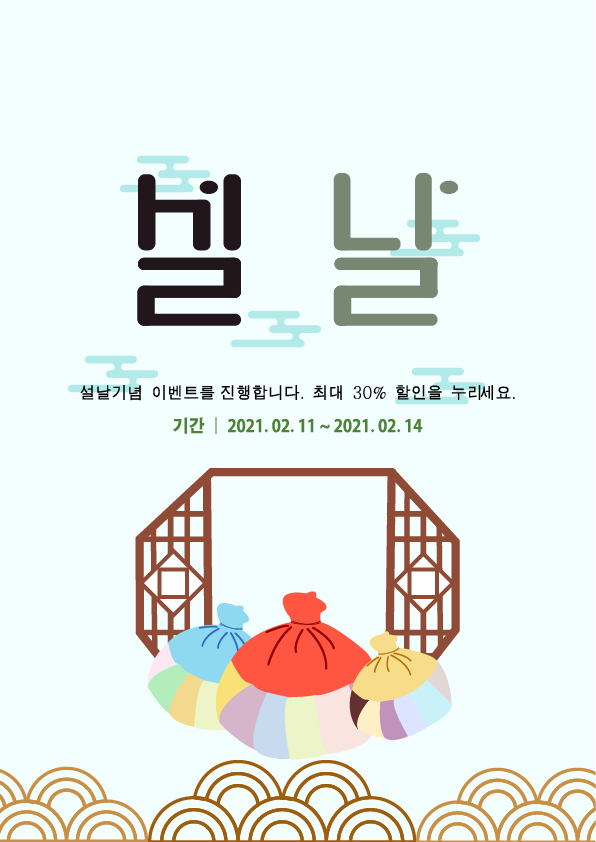 설 날
설날기념 이벤트를 진행합니다. 최대 30% 할인을 누리세요.
기간 | 2021. 02. 11 ~ 2021. 02. 14